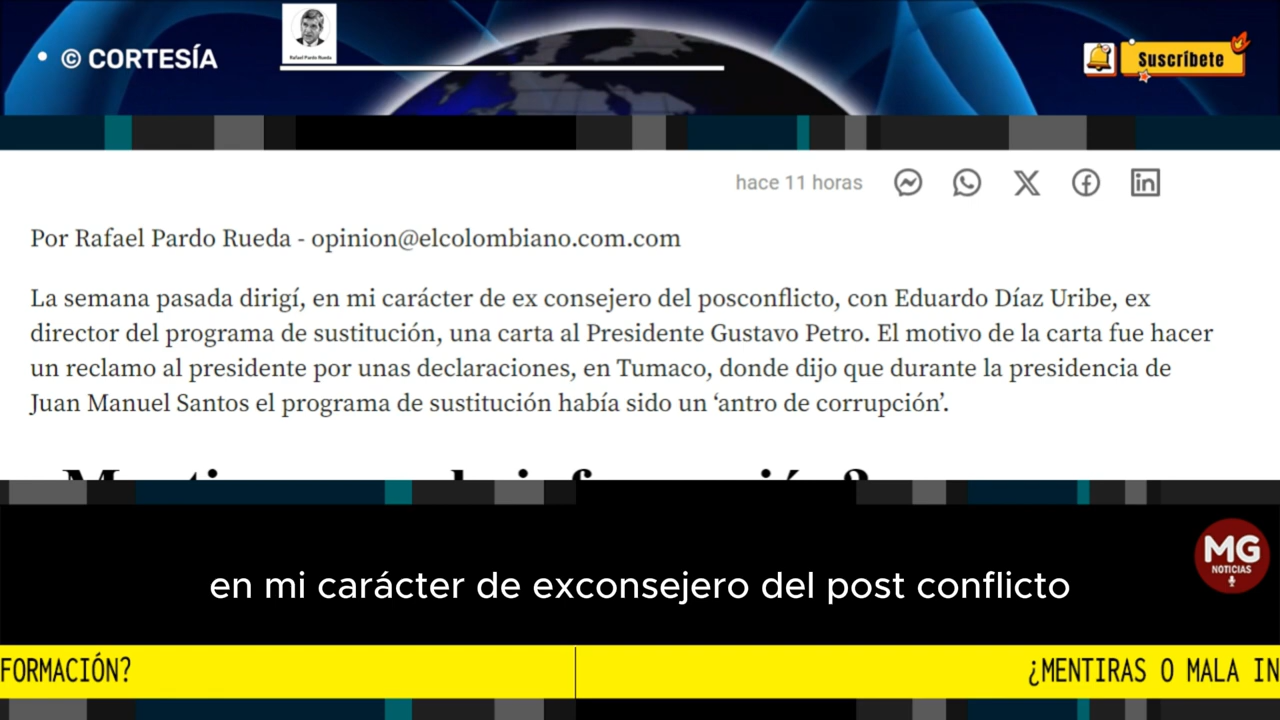 • © CORTESÍA
Rafael Pardo Rueda
Suscríbete
hace 11 horas
Por Rafael Pardo Rueda - opinion@elcolombiano.com.com
La semana pasada dirigí, en mi carácter de ex consejero del posconflicto, con Eduardo Díaz Uribe, ex
director del programa de sustitución, una carta al Presidente Gustavo Petro. El motivo de la carta fue hacer
un reclamo al presidente por unas declaraciones, en Tumaco, donde dijo que durante la presidencia de
Juan Manuel Santos el programa de sustitución había sido un ‘antro de corrupción’.
en mi carácter de exconsejero del post conflicto
MG
NOTICIAS
FORMACIÓN?
¿MENTIRAS O MALA IN